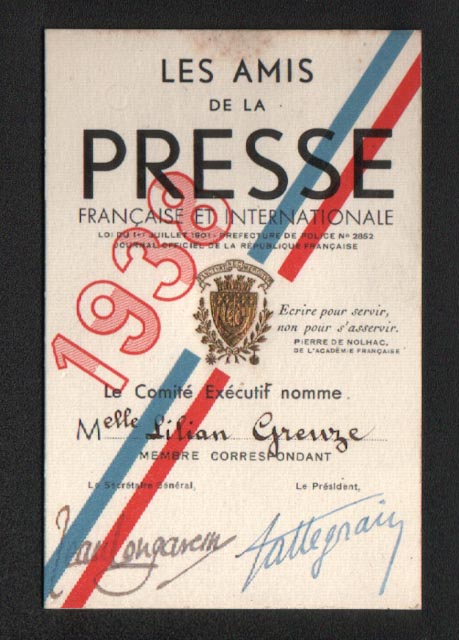 LES AMIS
DE LA
PRESSE
FRANÇAISE ET INTERNATIONALE
LOI DU 1er JUILLET 1901 - PREFECTURE DE POLICE Nº 2852
JOURNAL OFFICIEL DE LA RÉPUBLIQUE FRANÇAISE
1938
Ecrire pour servir,
non pour s'asservir.
PIERRE DE NOLHAC,
DE L'ACADÉMIE FRANÇAISE
Le Comité Exécutif nomme
Melle Lilian Greuze
MEMBRE CORRESPONDANT
Le Secrétaire Général,
Le Président,